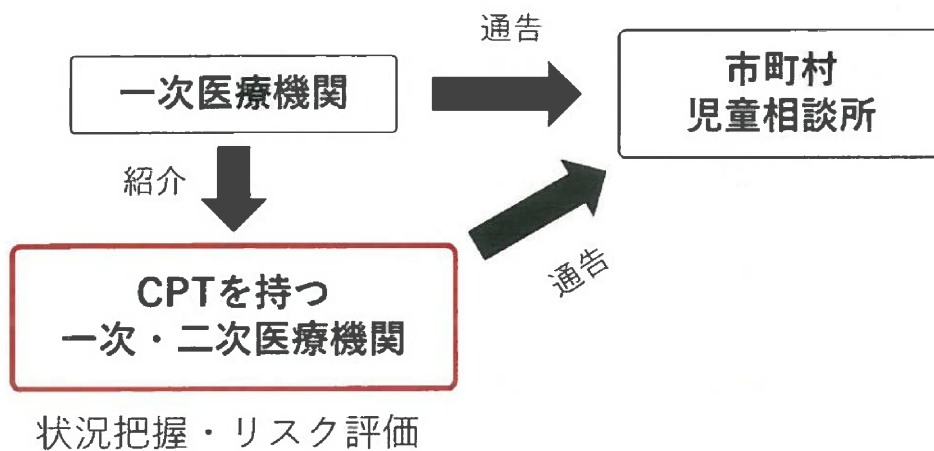 通告
一次医療機関
市町村
児童相談所
紹介
CPTを持つ
一次・二次医療機関
通告
状況把握・リスク評価